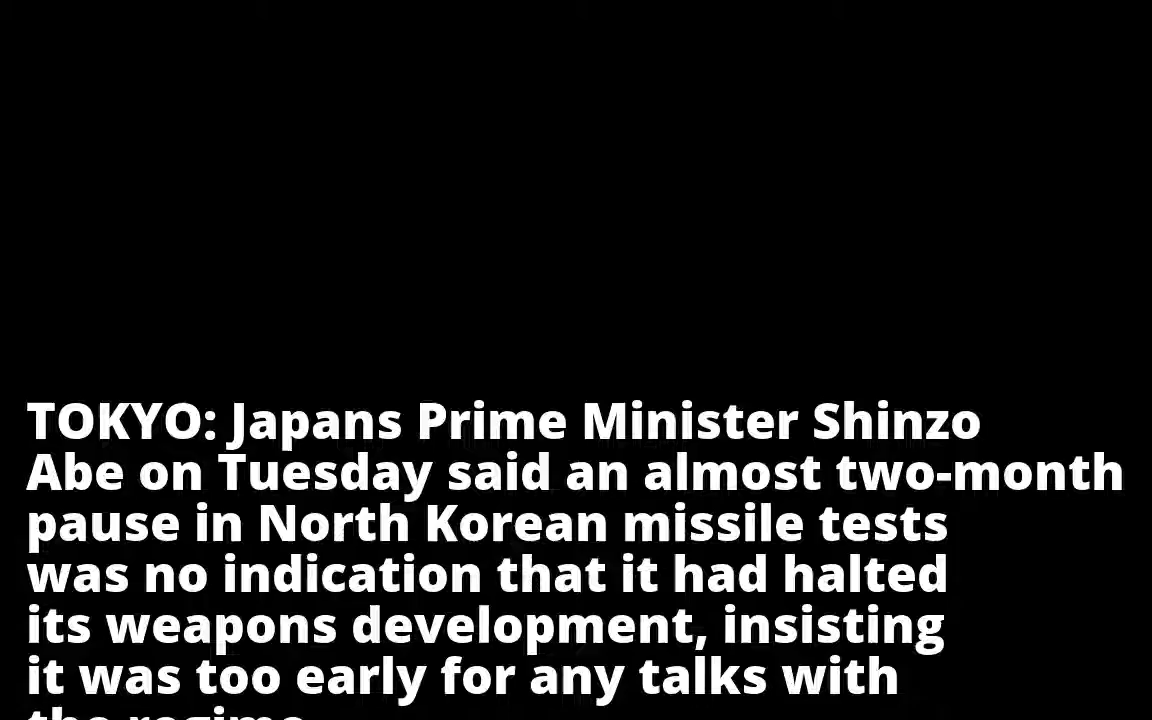 TOKYO: Japans Prime Minister Shinzo
Abe on Tuesday said an almost two-month
pause in North Korean missile tests
was no indication that it had halted
its weapons development, insisting
it was too early for any talks with
the regime